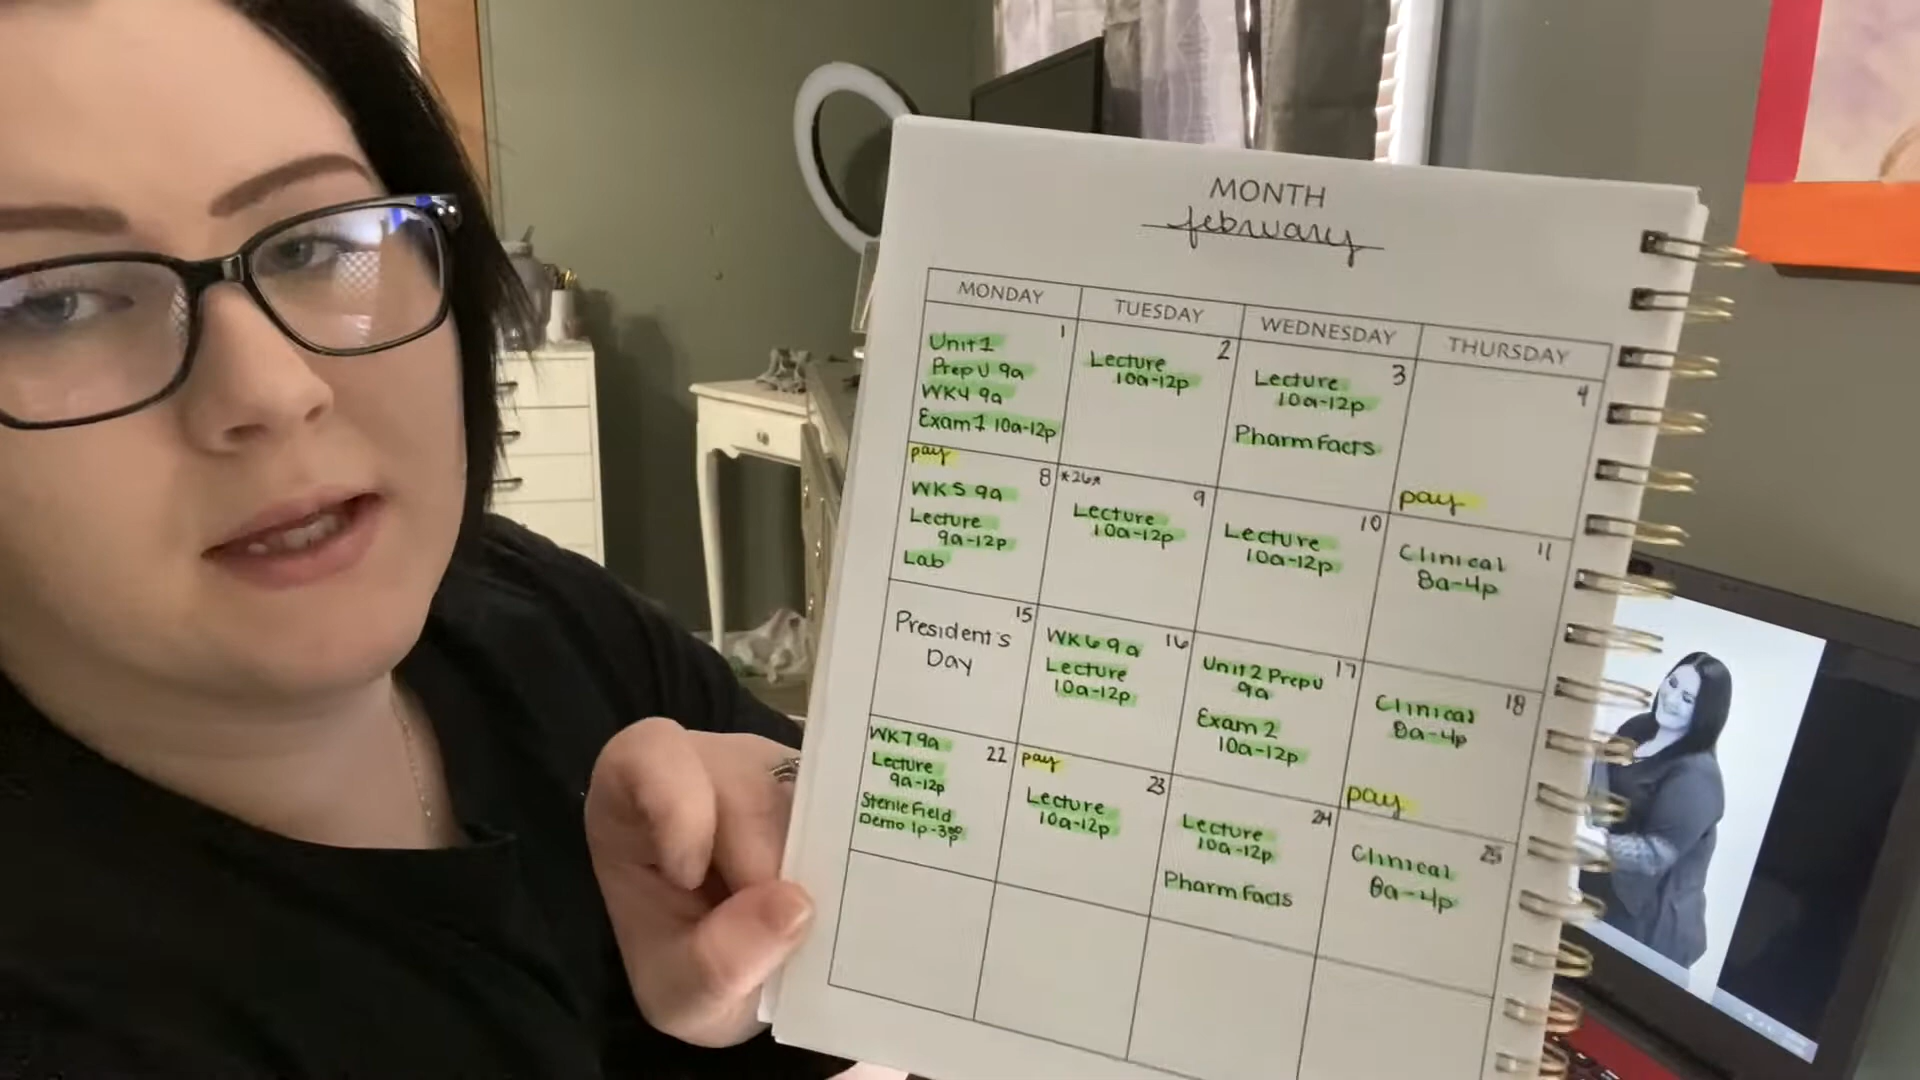 MONTH
february
MONDAY
TUESDAY
WEDNESDAY
THURSDAY
1
Unit 1
PrepU 9a
WK4 9a
Exam 1 10a-12p
2
Lecture
10a-12p
3
Lecture
10a-12p
Pharm Facts
4
pay
pay
8
WK5 9a
Lecture
9a-12p
Lab
*26*
9
Lecture
10a-12p
10
Lecture
10a-12p
11
Clinical
8a-4p
15
President's
Day
16
WK6 9a
Lecture
10a-12p
17
Unit 2 PrepU
9a
Exam 2
10a-12p
18
Clinical
8a-4p
pay
22
WK7 9a
Lecture
9a-12p
Sterile Field
Demo 1p-3p
pay
23
Lecture
10a-12p
24
Lecture
10a-12p
Pharm Facts
25
Clinical
8a-4p